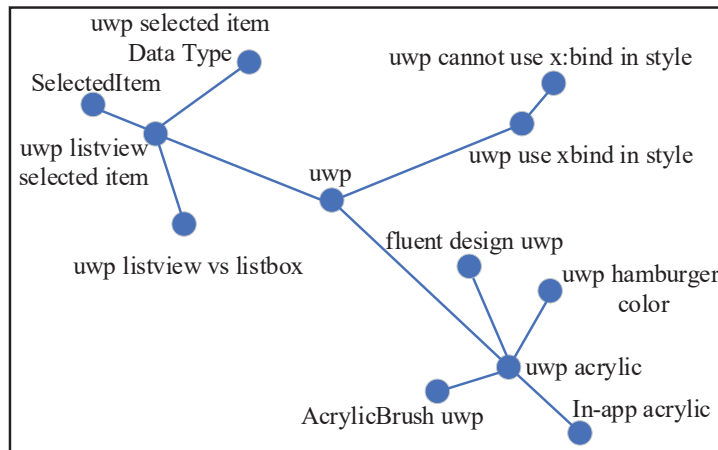 uwp selected item
Data Type
SelectedItem
uwp listview
selected item
uwp listview vs listbox
uwp
uwp cannot use x:bind in style
uwp use xbind in style
fluent design uwp
uwp hamburger
color
uwp acrylic
AcrylicBrush uwp
In-app acrylic